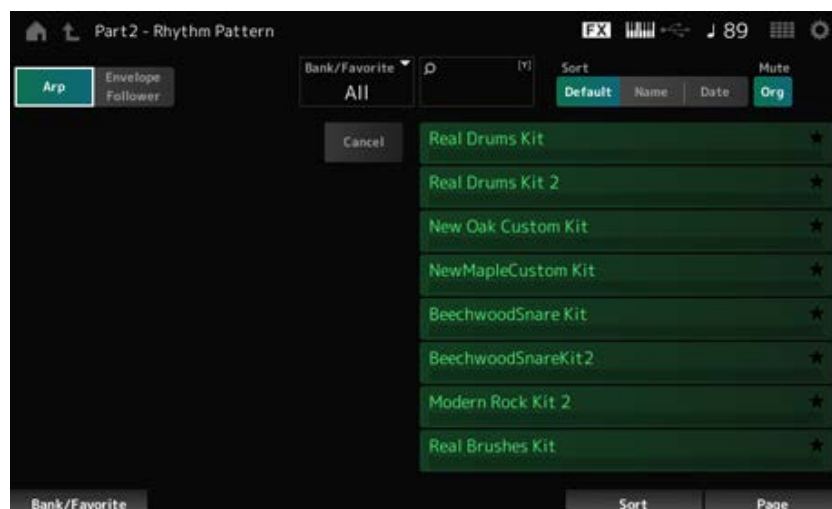 Part2 - Rhythm Pattern
FX
♩ 89
Arp
Envelope
Follower
Bank/Favorite
All
[Y]
Sort
Default
Name
Date
Mute
Org
Cancel
Real Drums Kit
Real Drums Kit 2
New Oak Custom Kit
NewMapleCustom Kit
BeechwoodSnare Kit
BeechwoodSnareKit2
Modern Rock Kit 2
Real Brushes Kit
Bank/Favorite
Sort
Page